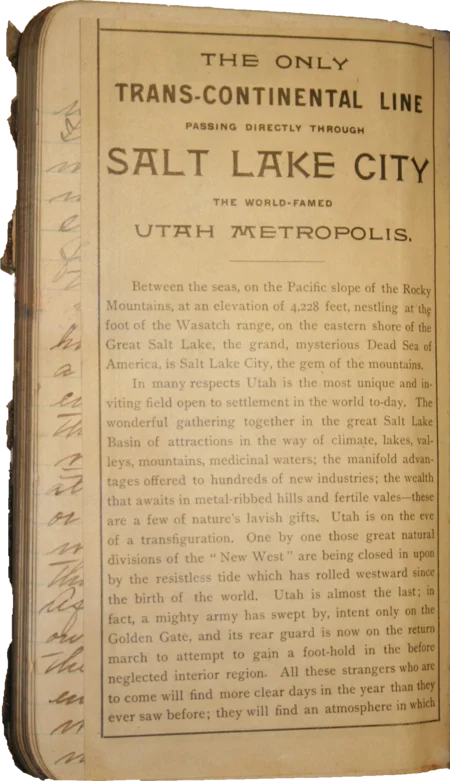 THE ONLY
TRANS-CONTINENTAL LINE
PASSING DIRECTLY THROUGH
SALT LAKE CITY
THE WORLD-FAMED
UTAH METROPOLIS.
Between the seas, on the Pacific slope of the Rocky
Mountains, at an elevation of 4,228 feet, nestling at the
foot of the Wasatch range, on the eastern shore of the
Great Salt Lake, the grand, mysterious Dead Sea of
America, is Salt Lake City, the gem of the mountains.
In many respects Utah is the most unique and in-
viting field open to settlement in the world to-day. The
wonderful gathering together in the great Salt Lake
Basin of attractions in the way of climate, lakes, val-
leys, mountains, medicinal waters; the manifold advan-
tages offered to hundreds of new industries; the wealth
that awaits in metal-ribbed hills and fertile vales—these
are a few of nature's lavish gifts. Utah is on the eve
of a transfiguration. One by one those great natural
divisions of the "New West" are being closed in upon
by the resistless tide which has rolled westward since
the birth of the world. Utah is almost the last; in
fact, a mighty army has swept by, intent only on the
Golden Gate, and its rear guard is now on the return
march to attempt to gain a foot-hold in the before
neglected interior region. All these strangers who are
to come will find more clear days in the year than they
ever saw before; they will find an atmosphere in which